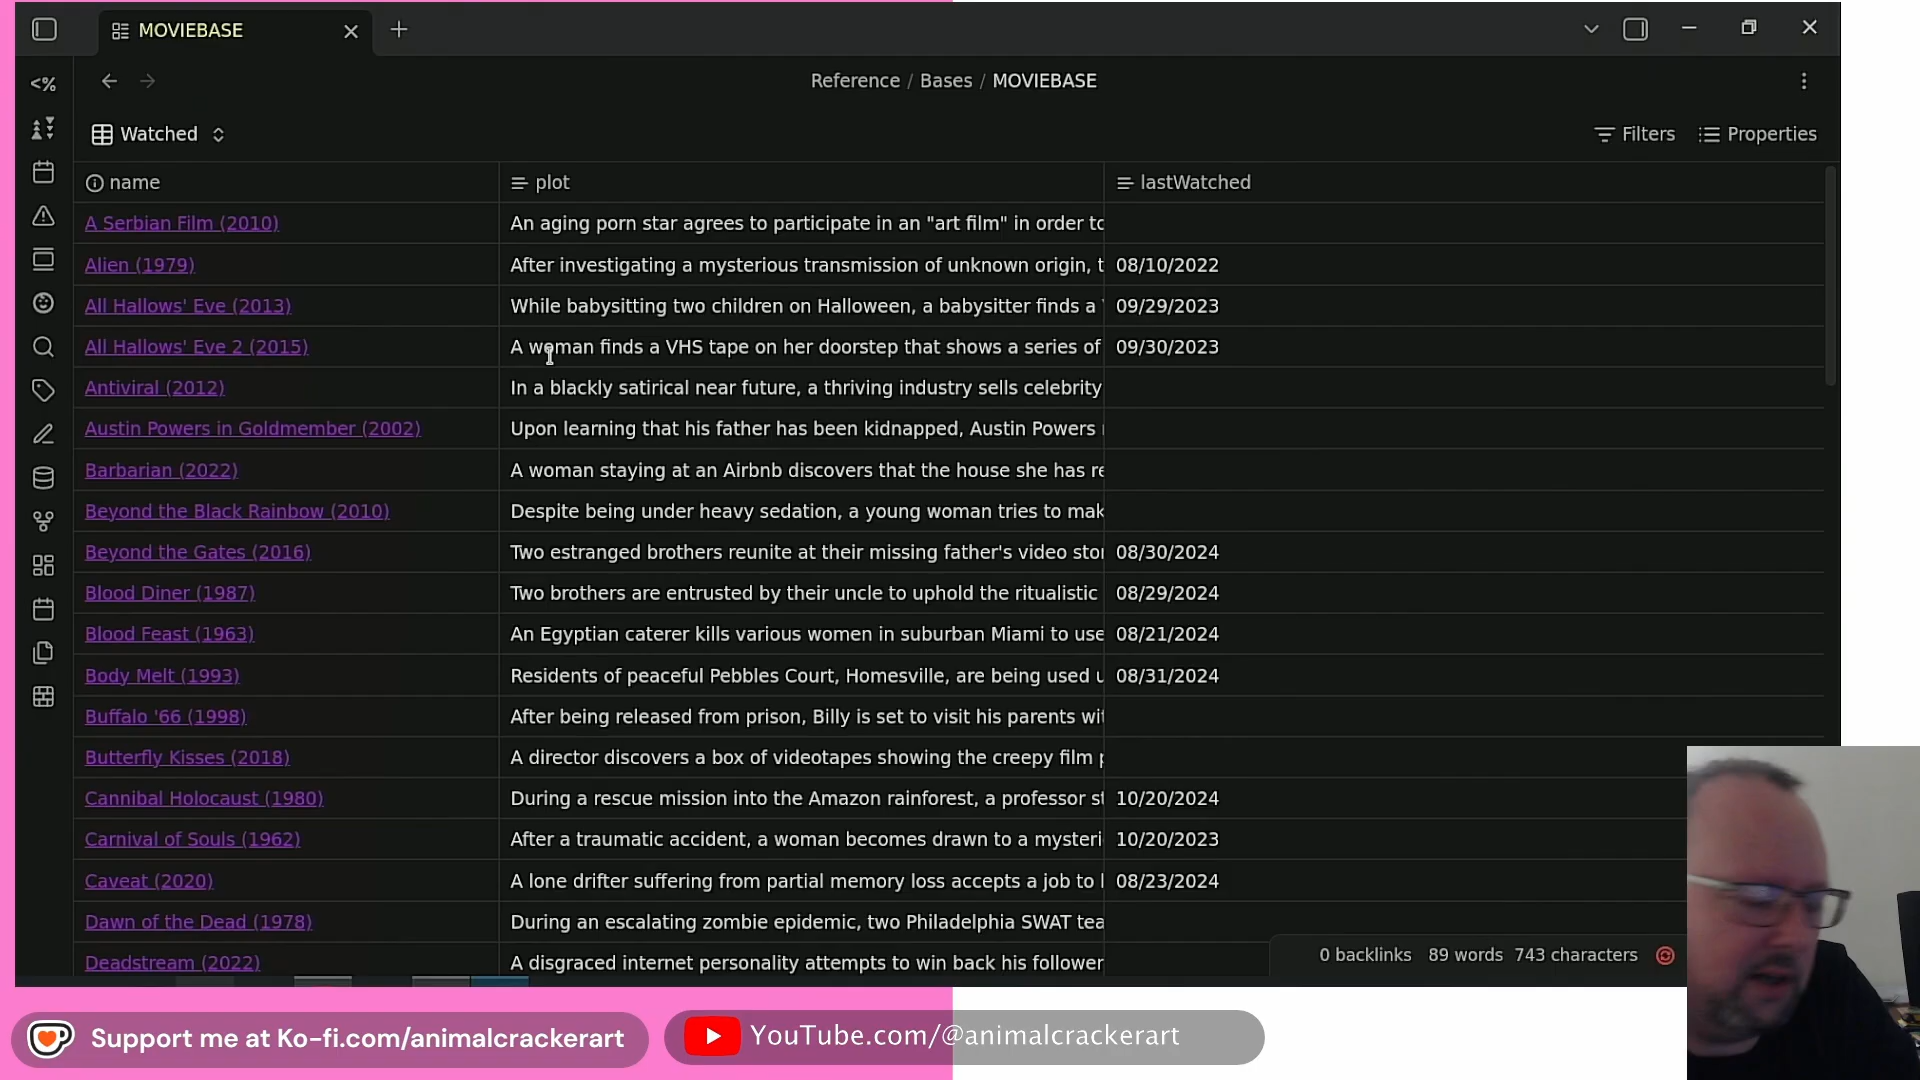 MOVIEBASE
<%
Reference / Bases / MOVIEBASE
Watched
Filters
Properties
name plot lastWatched
A Serbian Film (2010) An aging porn star agrees to participate in an "art film" in order to
Alien (1979) After investigating a mysterious transmission of unknown origin, t 08/10/2022
All Hallows' Eve (2013) While babysitting two children on Halloween, a babysitter finds a 09/29/2023
All Hallows' Eve 2 (2015) A woman finds a VHS tape on her doorstep that shows a series of 09/30/2023
Antiviral (2012) In a blackly satirical near future, a thriving industry sells celebrity
Austin Powers in Goldmember (2002) Upon learning that his father has been kidnapped, Austin Powers
Barbarian (2022) A woman staying at an Airbnb discovers that the house she has re
Beyond the Black Rainbow (2010) Despite being under heavy sedation, a young woman tries to mak
Beyond the Gates (2016) Two estranged brothers reunite at their missing father's video stor 08/30/2024
Blood Diner (1987) Two brothers are entrusted by their uncle to uphold the ritualistic 08/29/2024
Blood Feast (1963) An Egyptian caterer kills various women in suburban Miami to use 08/21/2024
Body Melt (1993) Residents of peaceful Pebbles Court, Homesville, are being used u 08/31/2024
Buffalo '66 (1998) After being released from prison, Billy is set to visit his parents wit
Butterfly Kisses (2018) A director discovers a box of videotapes showing the creepy film p
Cannibal Holocaust (1980) During a rescue mission into the Amazon rainforest, a professor st 10/20/2024
Carnival of Souls (1962) After a traumatic accident, a woman becomes drawn to a mysteri 10/20/2023
Caveat (2020) A lone drifter suffering from partial memory loss accepts a job to l 08/23/2024
Dawn of the Dead (1978) During an escalating zombie epidemic, two Philadelphia SWAT tea
Deadstream (2022) A disgraced internet personality attempts to win back his follower
0 backlinks 89 words 743 characters
Support me at Ko-fi.com/animalcrackerart
YouTube.com/@animalcrackerart